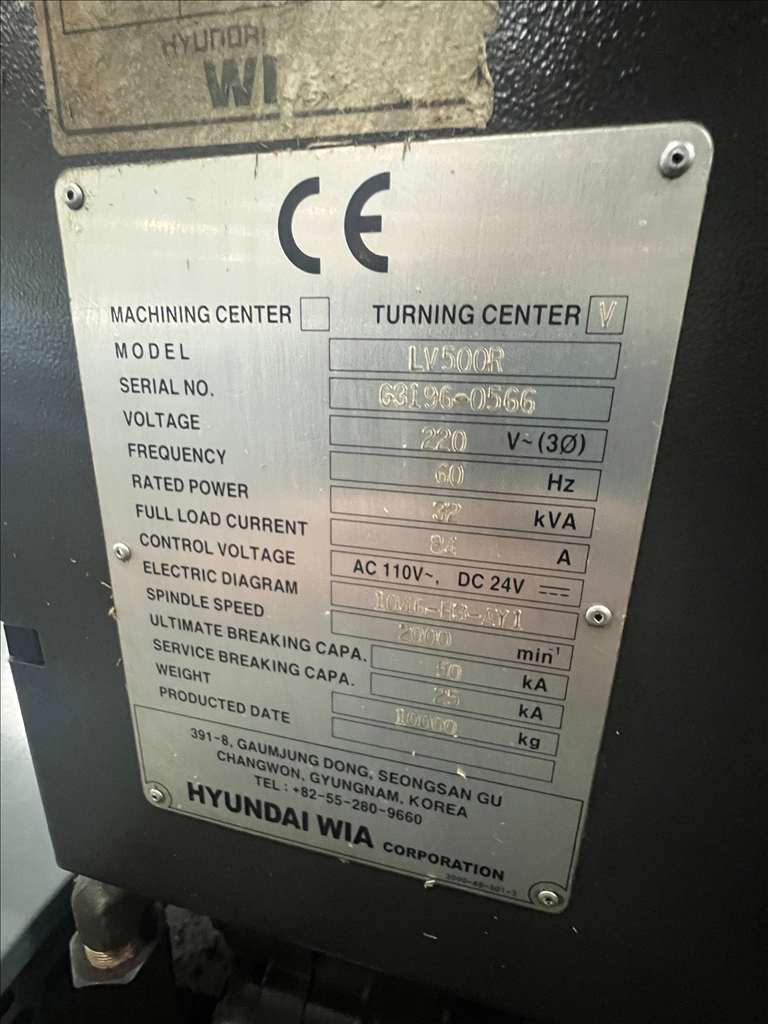 HYUNDAI
WI
CE
MACHINING CENTER TURNING CENTER V
MODEL LV500R
SERIAL NO. G3196-0566
VOLTAGE 220 V~(3Ø)
FREQUENCY 60 Hz
RATED POWER 32 kVA
FULL LOAD CURRENT 84 A
CONTROL VOLTAGE AC 110V~, DC 24V
ELECTRIC DIAGRAM
SPINDLE SPEED 2000 min⁻¹
ULTIMATE BREAKING CAPA. 50 kA
SERVICE BREAKING CAPA. 25 kA
WEIGHT 10000 kg
PRODUCTED DATE
391-8, GAUMJUNG DONG, SEONGSAN GU
CHANGWON, GYUNGNAM, KOREA
TEL : +82-55-280-9660
HYUNDAI WIA CORPORATION